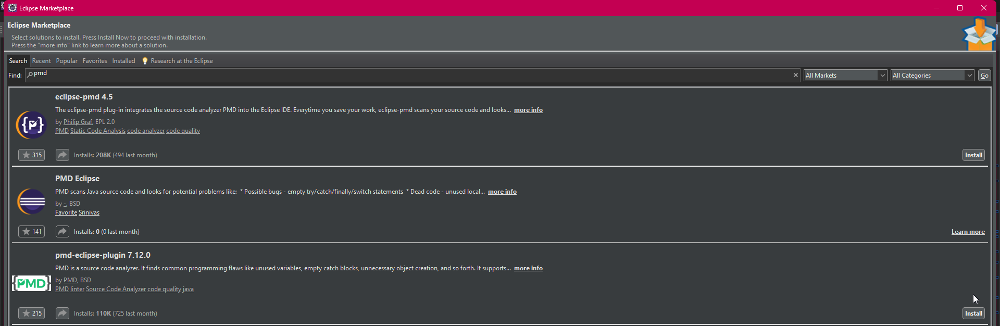 Eclipse Marketplace
Eclipse Marketplace
Select solutions to install. Press Install Now to proceed with installation.
Press the "more info" link to learn more about a solution.
Search Recent Popular Favorites Installed Research at the Eclipse
Find: pmd × All Markets All Categories Go
eclipse-pmd 4.5
The eclipse-pmd plug-in integrates the source code analyzer PMD into the Eclipse IDE. Everytime you save your work, eclipse-pmd scans your source code and looks... more info
by Philip Graf, EPL 2.0
PMD Static Code Analysis code analyzer code quality
315 Installs: 208K (494 last month) Install
PMD Eclipse
PMD scans Java source code and looks for potential problems like: * Possible bugs - empty try/catch/finally/switch statements * Dead code - unused local... more info
by -, BSD
Favorite Srinivas
141 Installs: 0 (0 last month) Learn more
pmd-eclipse-plugin 7.12.0
PMD is a source code analyzer. It finds common programming flaws like unused variables, empty catch blocks, unnecessary object creation, and so forth. It supports... more info
{PMD} by PMD, BSD
PMD linter Source Code Analyzer code quality java
215 Installs: 110K (725 last month) Install